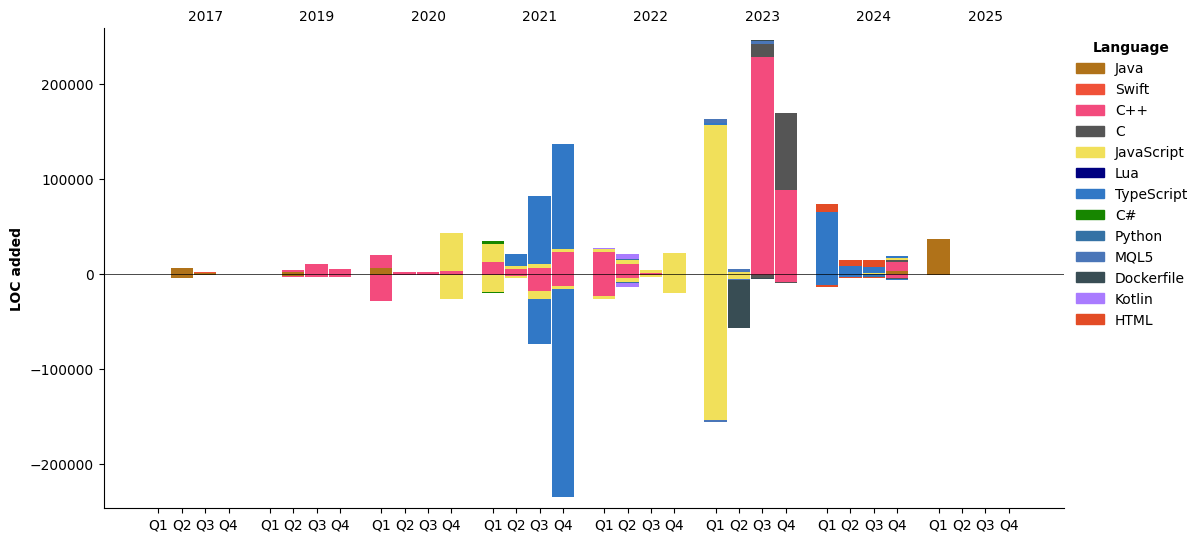 2017 2019 2020 2021 2022 2023 2024 2025
Language
Java
Swift
C++
C
JavaScript
Lua
TypeScript
C#
Python
MQL5
Dockerfile
Kotlin
HTML
LOC added
200000
100000
0
−100000
−200000
Q1 Q2 Q3 Q4 Q1 Q2 Q3 Q4 Q1 Q2 Q3 Q4 Q1 Q2 Q3 Q4 Q1 Q2 Q3 Q4 Q1 Q2 Q3 Q4 Q1 Q2 Q3 Q4 Q1 Q2 Q3 Q4